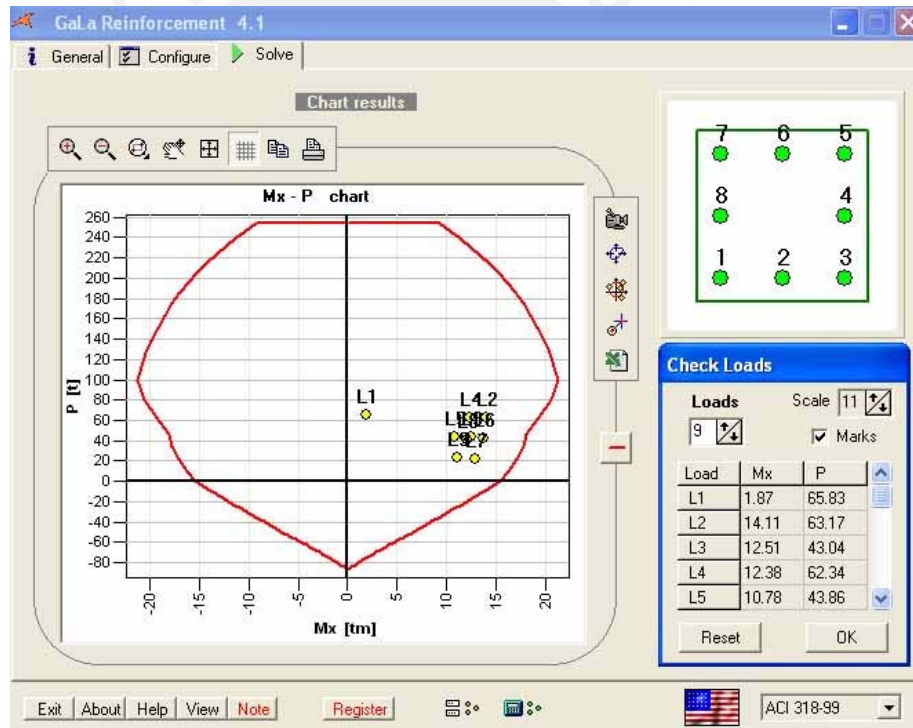 GaLa Reinforcement 4.1
General Configure Solve
Chart results
Mx - P chart
260
240
220
200
180
160
140
120
100
80
60
40
20
0
-20
-40
-60
-80
P [t]
-20 -15 -10 -5 0 5 10 15 20
Mx [tm]
L1
L4 L2
7 6 5
8 4
1 2 3
Check Loads
Loads Scale 11
9 Marks
Load Mx P
L1 1.87 65.83
L2 14.11 63.17
L3 12.51 43.04
L4 12.38 62.34
L5 10.78 43.86
Reset OK
Exit About Help View Note Register ACI 318-99